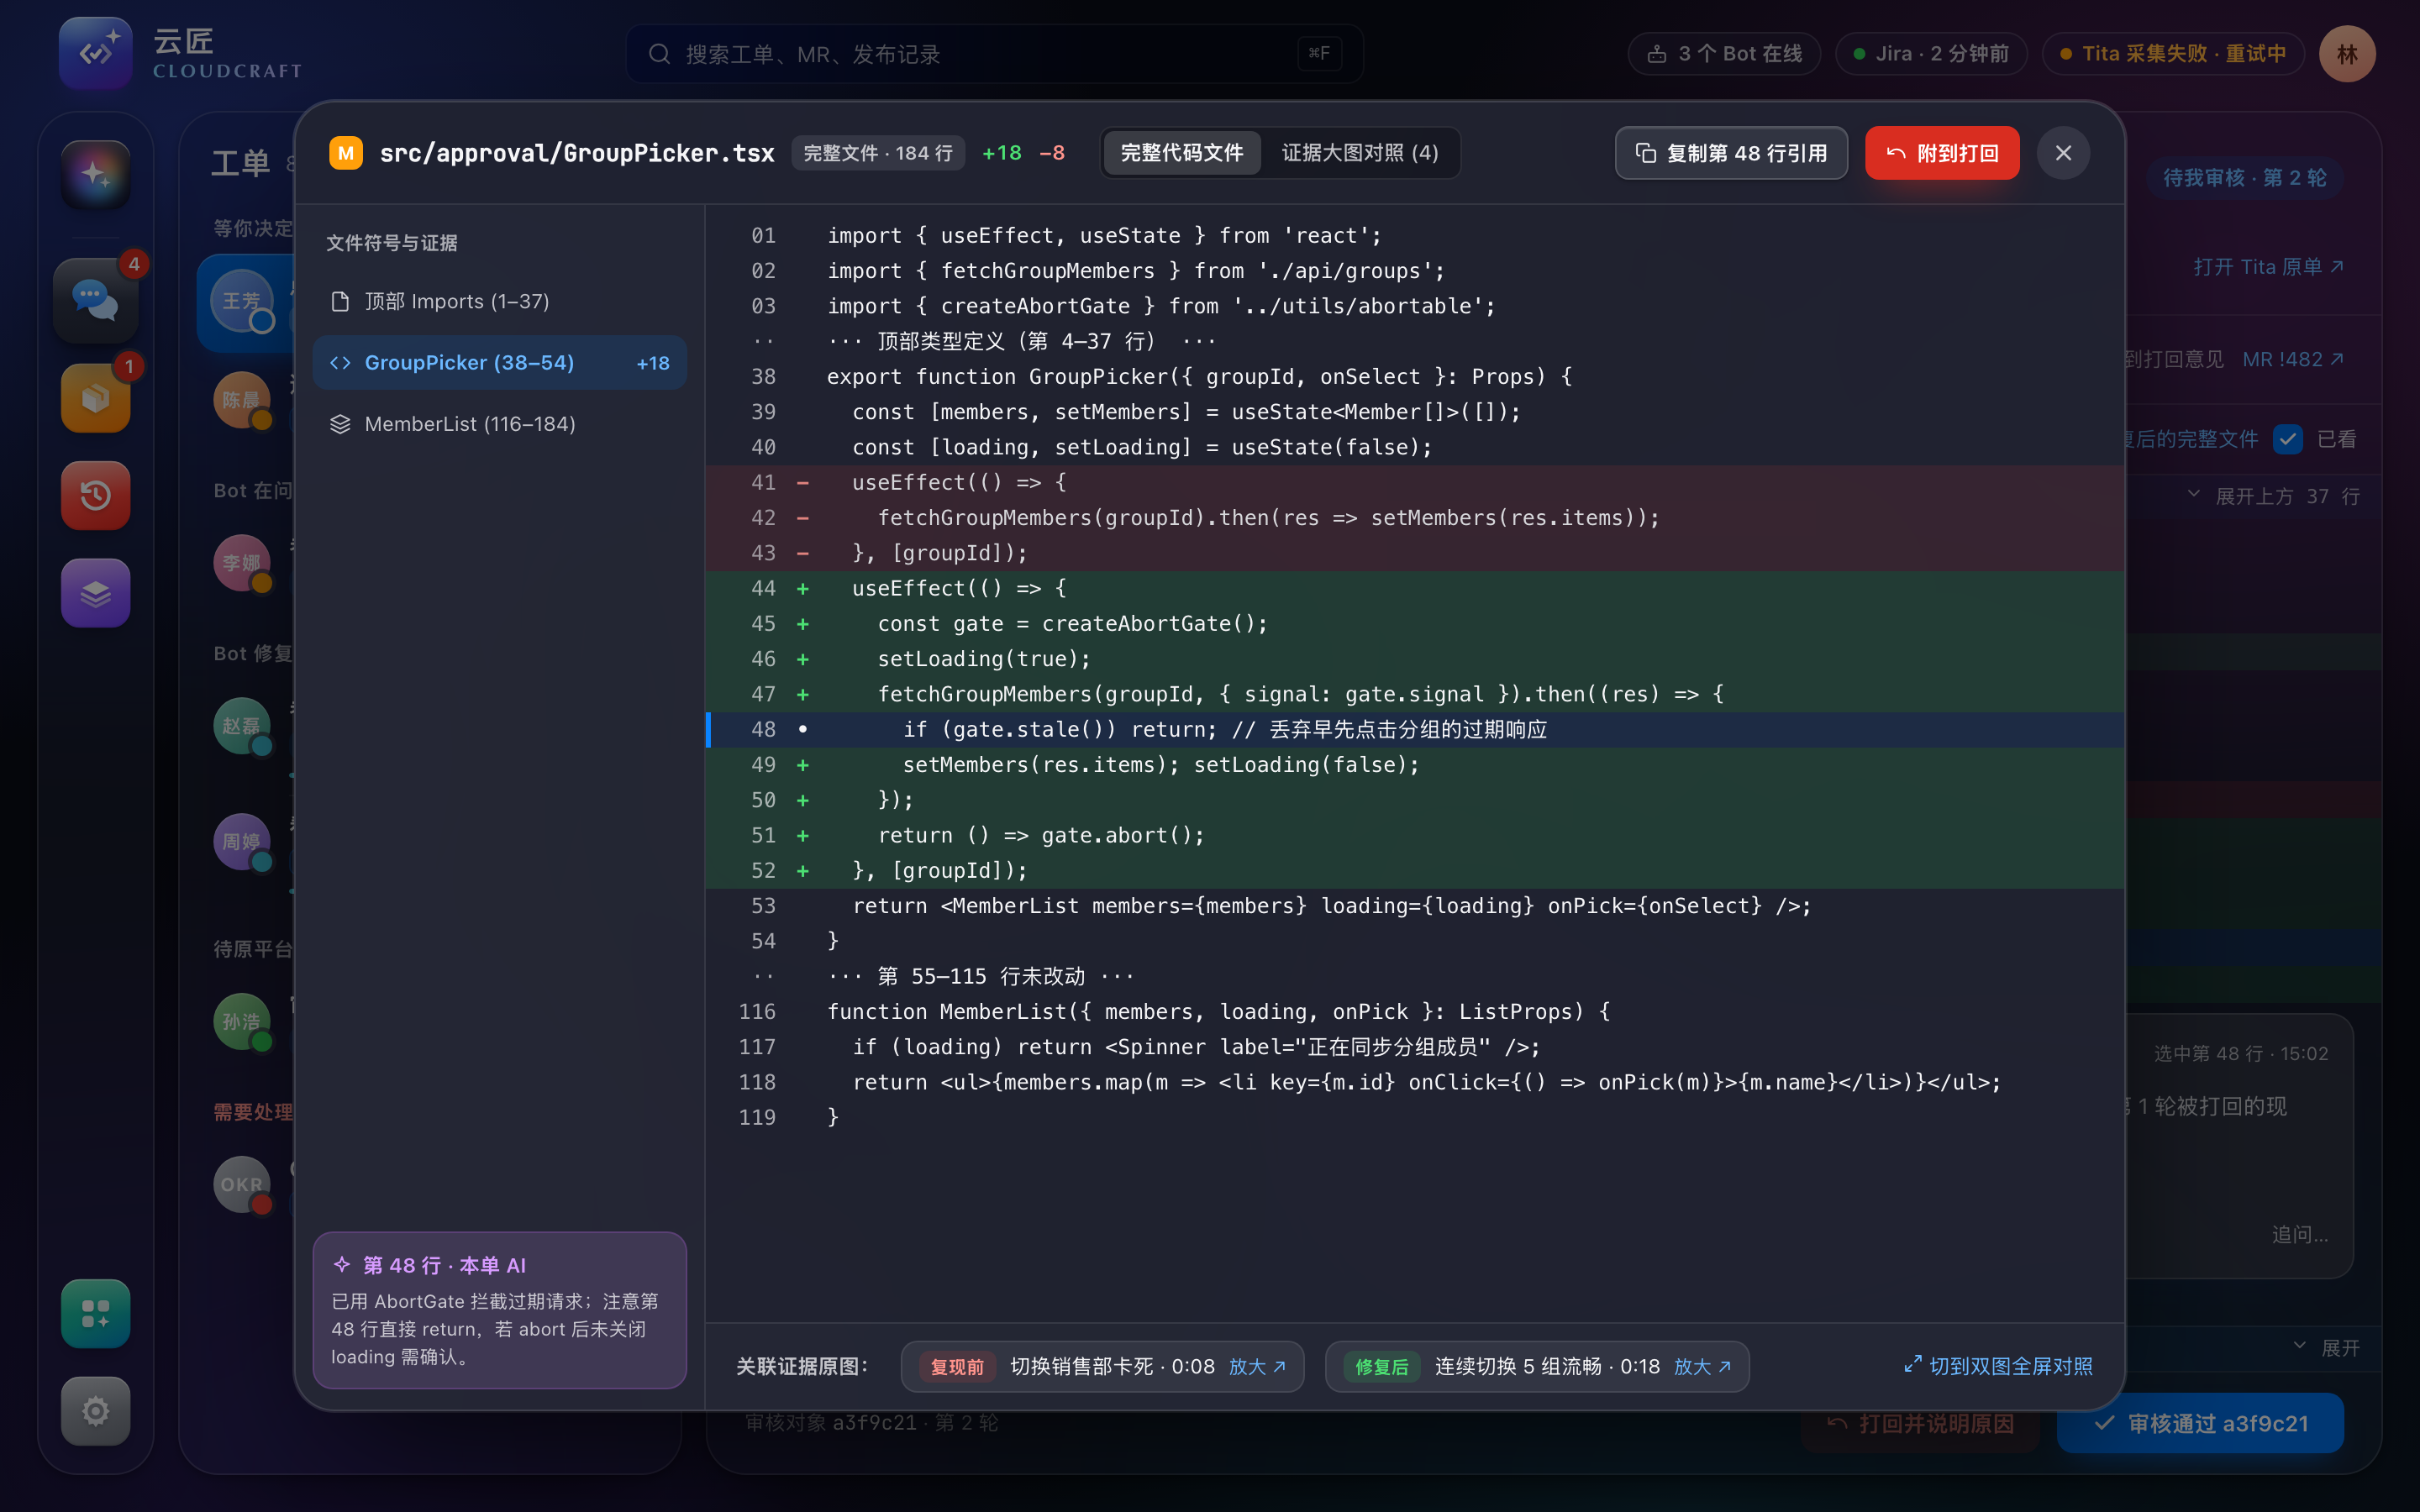 云匠
CLOUDCRAFT
搜索工单、MR、发布记录
⌘F
3 个 Bot 在线
Jira · 2 分钟前
Tita 采集失败 · 重试中
林
4
1
工单
等你决定
王芳
陈晨
Bot 在问
李娜
Bot 修复
赵磊
周婷
待原平台
孙浩
需要处理
OKR
M
src/approval/GroupPicker.tsx
完整文件 · 184 行
+18 −8
完整代码文件
证据大图对照 (4)
复制第 48 行引用
附到打回
文件符号与证据
顶部 Imports (1–37)
GroupPicker (38–54) +18
MemberList (116–184)
第 48 行 · 本单 AI
已用 AbortGate 拦截过期请求；注意第
48 行直接 return，若 abort 后未关闭
loading 需确认。
01 import { useEffect, useState } from 'react';
02 import { fetchGroupMembers } from './api/groups';
03 import { createAbortGate } from '../utils/abortable';
·· ··· 顶部类型定义 (第 4–37 行) ···
38 export function GroupPicker({ groupId, onSelect }: Props) {
39   const [members, setMembers] = useState<Member[]>([]);
40   const [loading, setLoading] = useState(false);
41 −   useEffect(() => {
42 −     fetchGroupMembers(groupId).then(res => setMembers(res.items));
43 −   }, [groupId]);
44 +   useEffect(() => {
45 +     const gate = createAbortGate();
46 +     setLoading(true);
47 +     fetchGroupMembers(groupId, { signal: gate.signal }).then((res) => {
48 •       if (gate.stale()) return; // 丢弃早先点击分组的过期响应
49 +       setMembers(res.items); setLoading(false);
50 +     });
51 +     return () => gate.abort();
52 +   }, [groupId]);
53   return <MemberList members={members} loading={loading} onPick={onSelect} />;
54 }
·· ··· 第 55–115 行未改动 ···
116 function MemberList({ members, loading, onPick }: ListProps) {
117   if (loading) return <Spinner label="正在同步分组成员" />;
118   return <ul>{members.map(m => <li key={m.id} onClick={() => onPick(m)}>{m.name}</li>)}</ul>;
119 }
关联证据原图：
复现前 切换销售部卡死 · 0:08 放大 ↗
修复后 连续切换 5 组流畅 · 0:18 放大 ↗
切到双图全屏对照
待我审核 · 第 2 轮
打开 Tita 原单 ↗
到打回意见 MR !482 ↗
后的完整文件 已看
展开上方 37 行
选中第 48 行 · 15:02
1 轮被打回的现
追问...
展开
审核对象 a3f9c21 · 第 2 轮
打回并说明原因
审核通过 a3f9c21